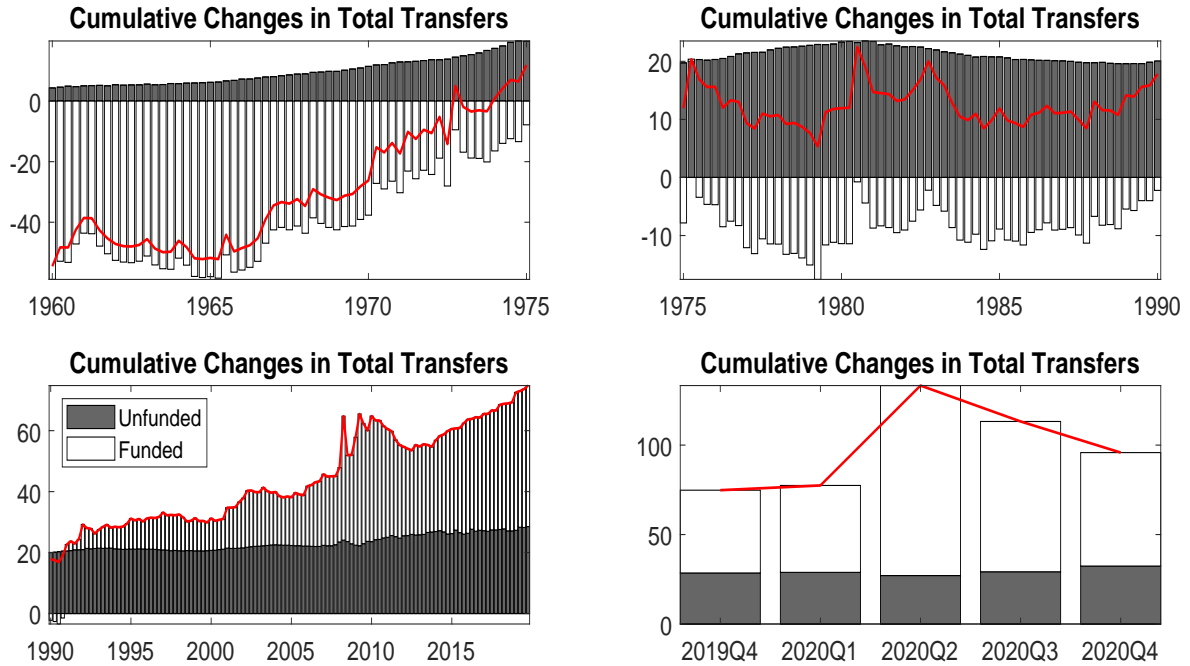 Cumulative Changes in Total Transfers
0
-20
-40
1960 1965 1970 1975
Cumulative Changes in Total Transfers
20
10
0
-10
1975 1980 1985 1990
Cumulative Changes in Total Transfers
60
40
20
0
Unfunded
Funded
1990 1995 2000 2005 2010 2015
Cumulative Changes in Total Transfers
100
50
0
2019Q4 2020Q1 2020Q2 2020Q3 2020Q4